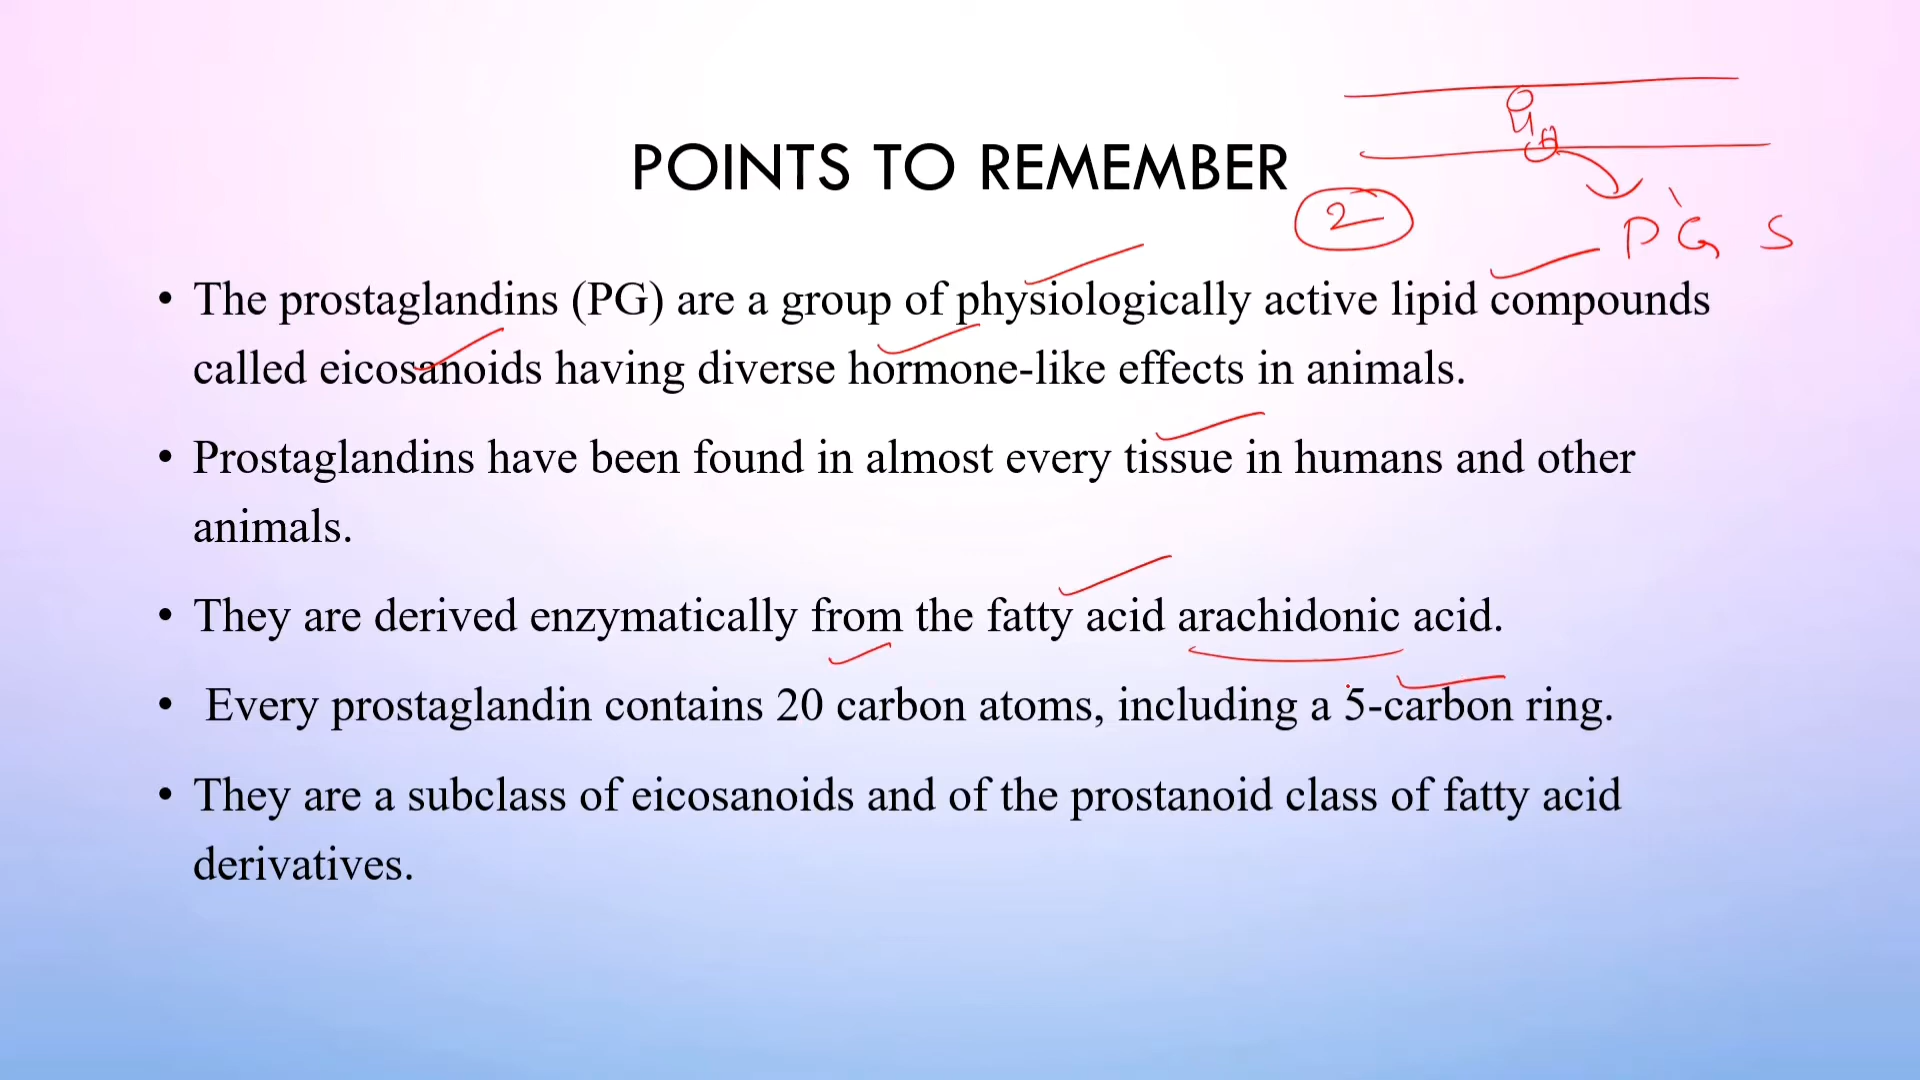 POINTS TO REMEMBER
2
PG S
• The prostaglandins (PG) are a group of physiologically active lipid compounds
called eicosanoids having diverse hormone-like effects in animals.
• Prostaglandins have been found in almost every tissue in humans and other
animals.
• They are derived enzymatically from the fatty acid arachidonic acid.
• Every prostaglandin contains 20 carbon atoms, including a 5-carbon ring.
• They are a subclass of eicosanoids and of the prostanoid class of fatty acid
derivatives.